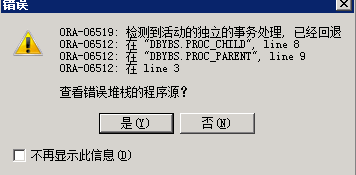 错误
ORA-06519: 检测到活动的独立的事务处理, 已经回退
ORA-06512: 在 "DBYBS.PROC_CHILD", line 8
ORA-06512: 在 "DBYBS.PROC_PARENT", line 9
ORA-06512: 在 line 3
查看错误堆栈的程序源?
是(Y) 否(N)
不再显示此信息(D)